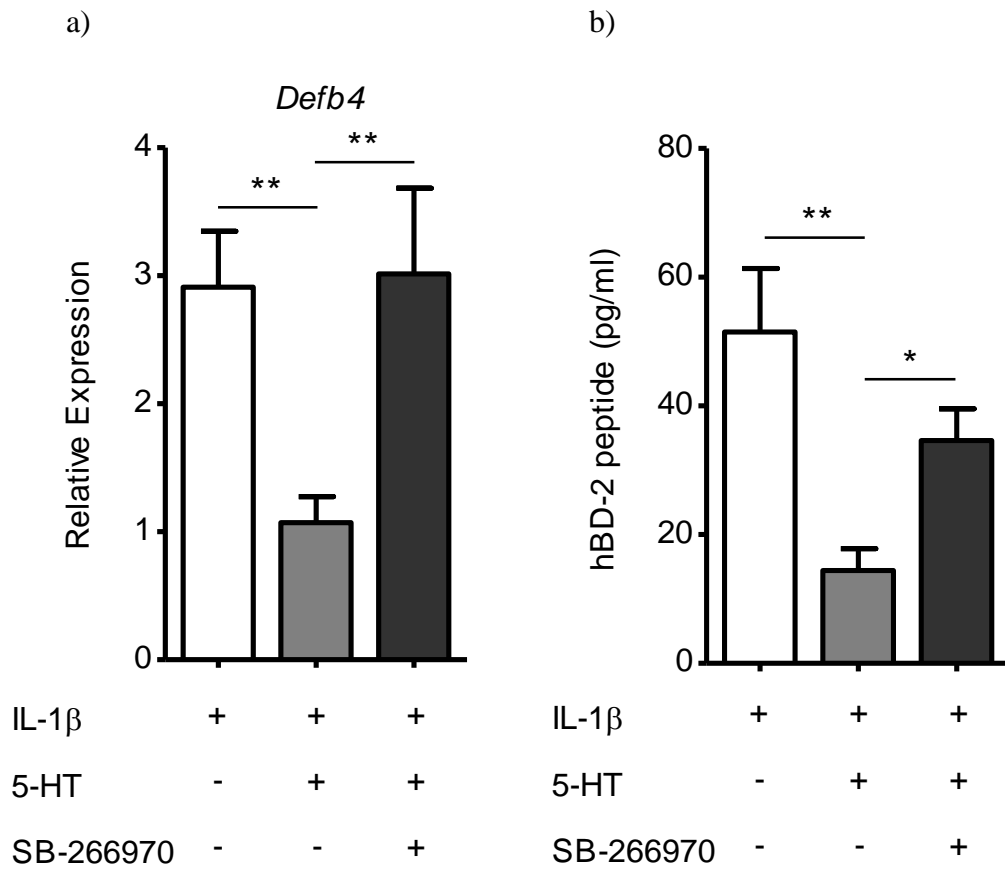 a)
Defb4
4
3
2
1
0
Relative Expression
**
**
IL-1β + + +
5-HT - + +
SB-266970 - - +
b)
80
60
40
20
0
hBD-2 peptide (pg/ml)
**
*
IL-1β + + +
5-HT - + +
SB-266970 - - +